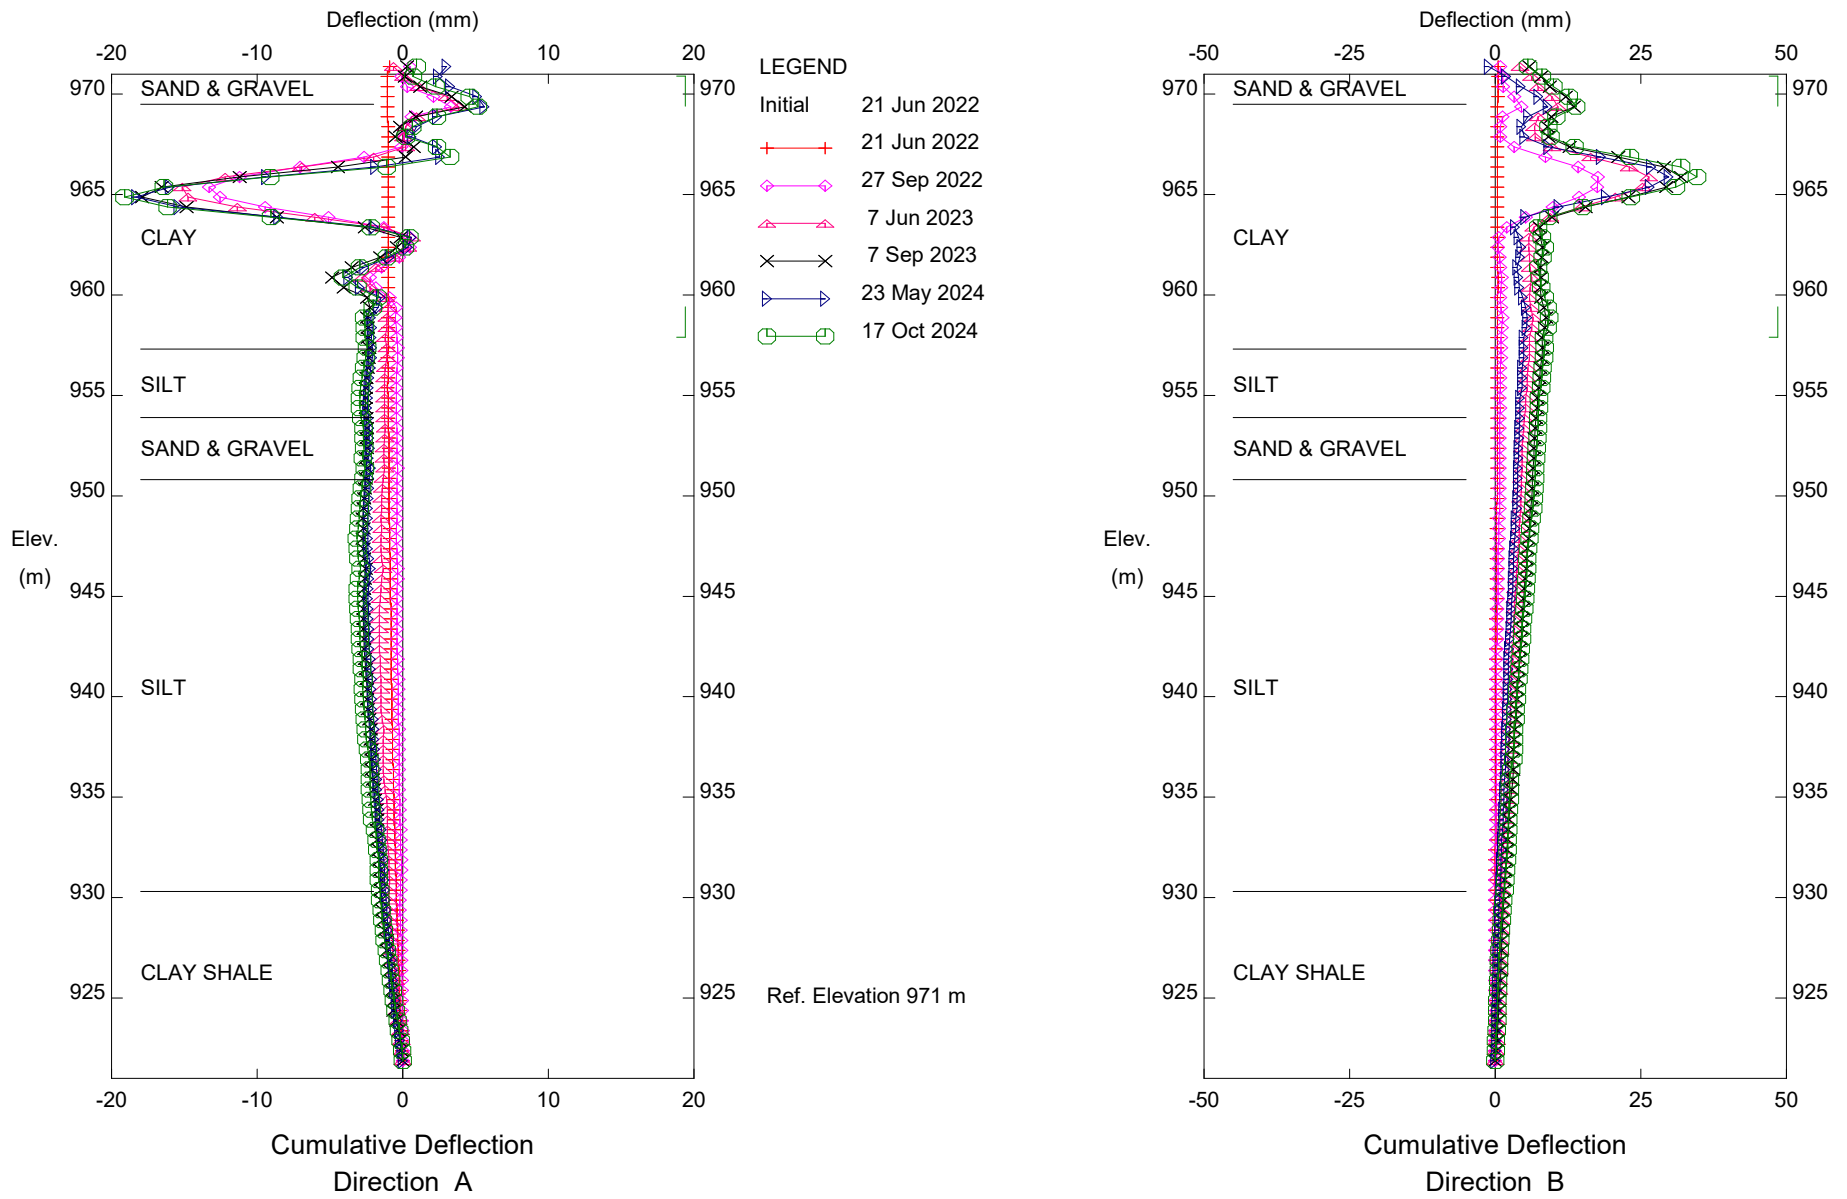 Deflection (mm)
-20 -10 0 10 20
970 970
965 965
960 960
955 955
950 950
945 945
940 940
935 935
930 930
925 925
Elev.
(m)
SAND & GRAVEL
CLAY
SILT
SAND & GRAVEL
SILT
CLAY SHALE
-20 -10 0 10 20
Cumulative Deflection
Direction A
LEGEND
Initial 21 Jun 2022
21 Jun 2022
27 Sep 2022
7 Jun 2023
7 Sep 2023
23 May 2024
17 Oct 2024
Ref. Elevation 971 m
Deflection (mm)
-50 -25 0 25 50
970 970
965 965
960 960
955 955
950 950
945 945
940 940
935 935
930 930
925 925
Elev.
(m)
SAND & GRAVEL
CLAY
SILT
SAND & GRAVEL
SILT
CLAY SHALE
-50 -25 0 25 50
Cumulative Deflection
Direction B